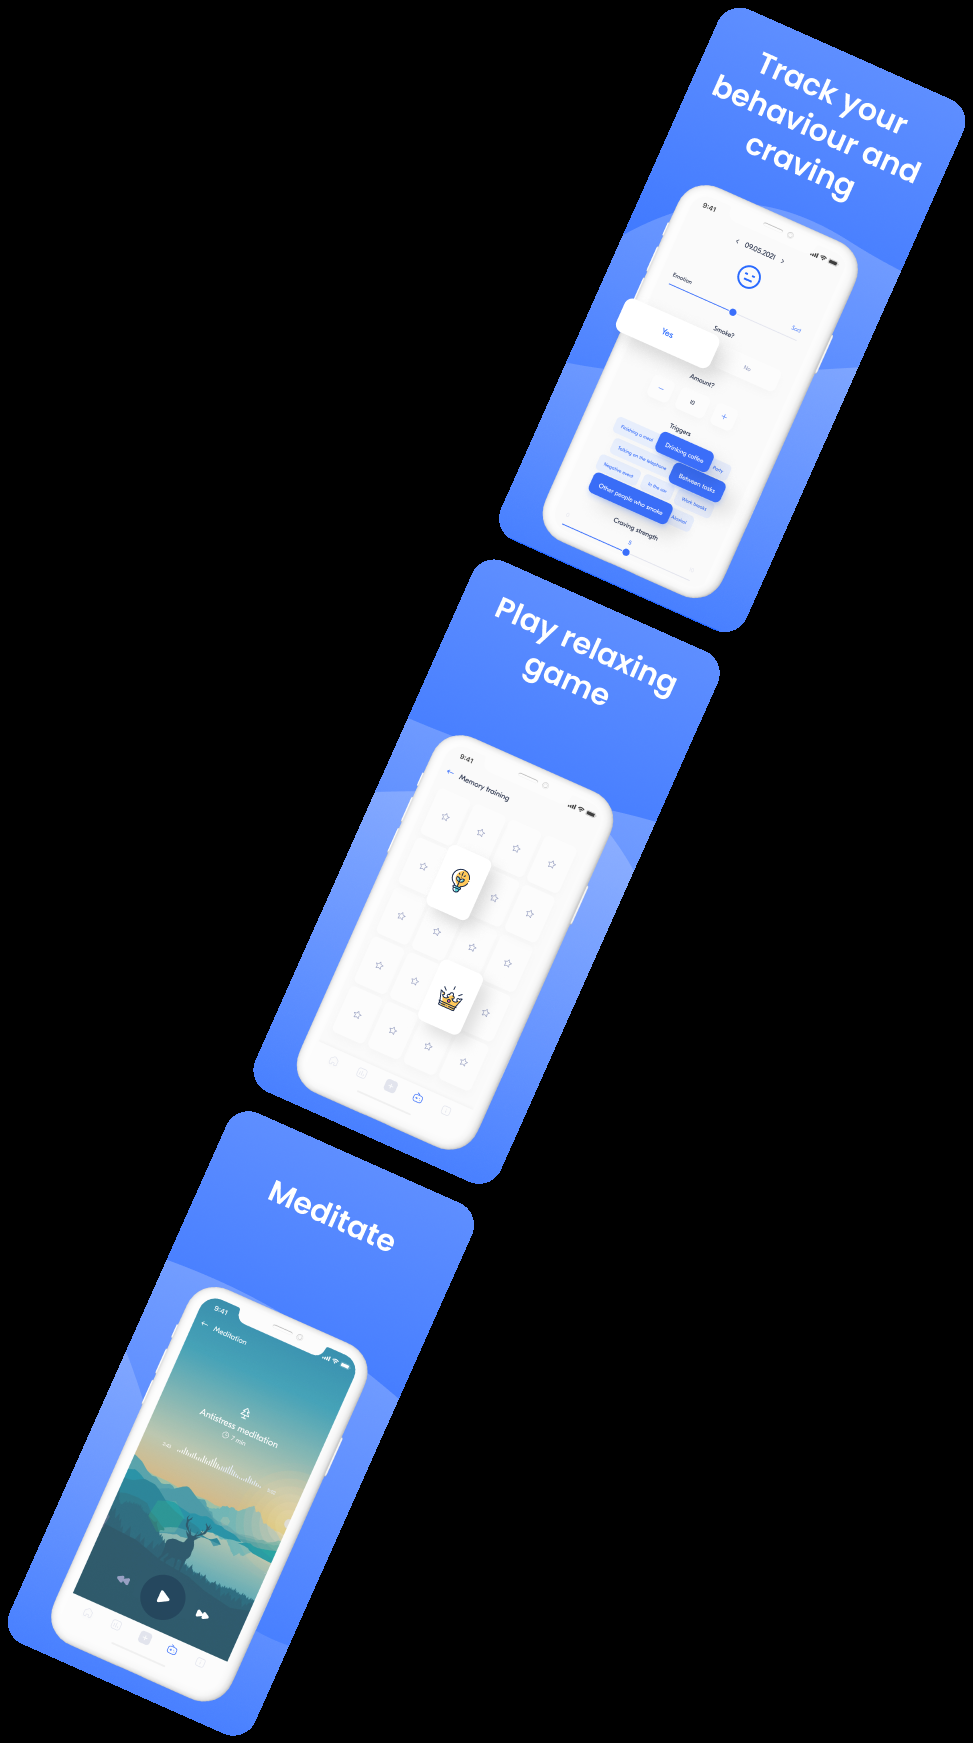 Track your
behaviour and
craving
9:41
09.05.2021
Emotion
Sort
Smoke?
Yes
No
Amount?
Triggers
Finishing a meal
Drinking coffee
Party
Talking on the telephone
Between tasks
Negative event
In the car
Work breaks
Other people who smoke
Alcohol
Craving strength
Play relaxing
game
9:41
Memory training
Meditate
9:41
Meditation
Antistress meditation
7 min